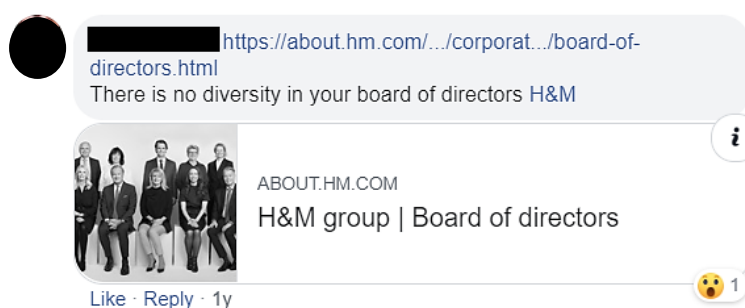 https://about.hm.com/.../corporat.../board-of-
directors.html
There is no diversity in your board of directors H&M
i
ABOUT.HM.COM
H&M group | Board of directors
1
Like · Reply · 1y